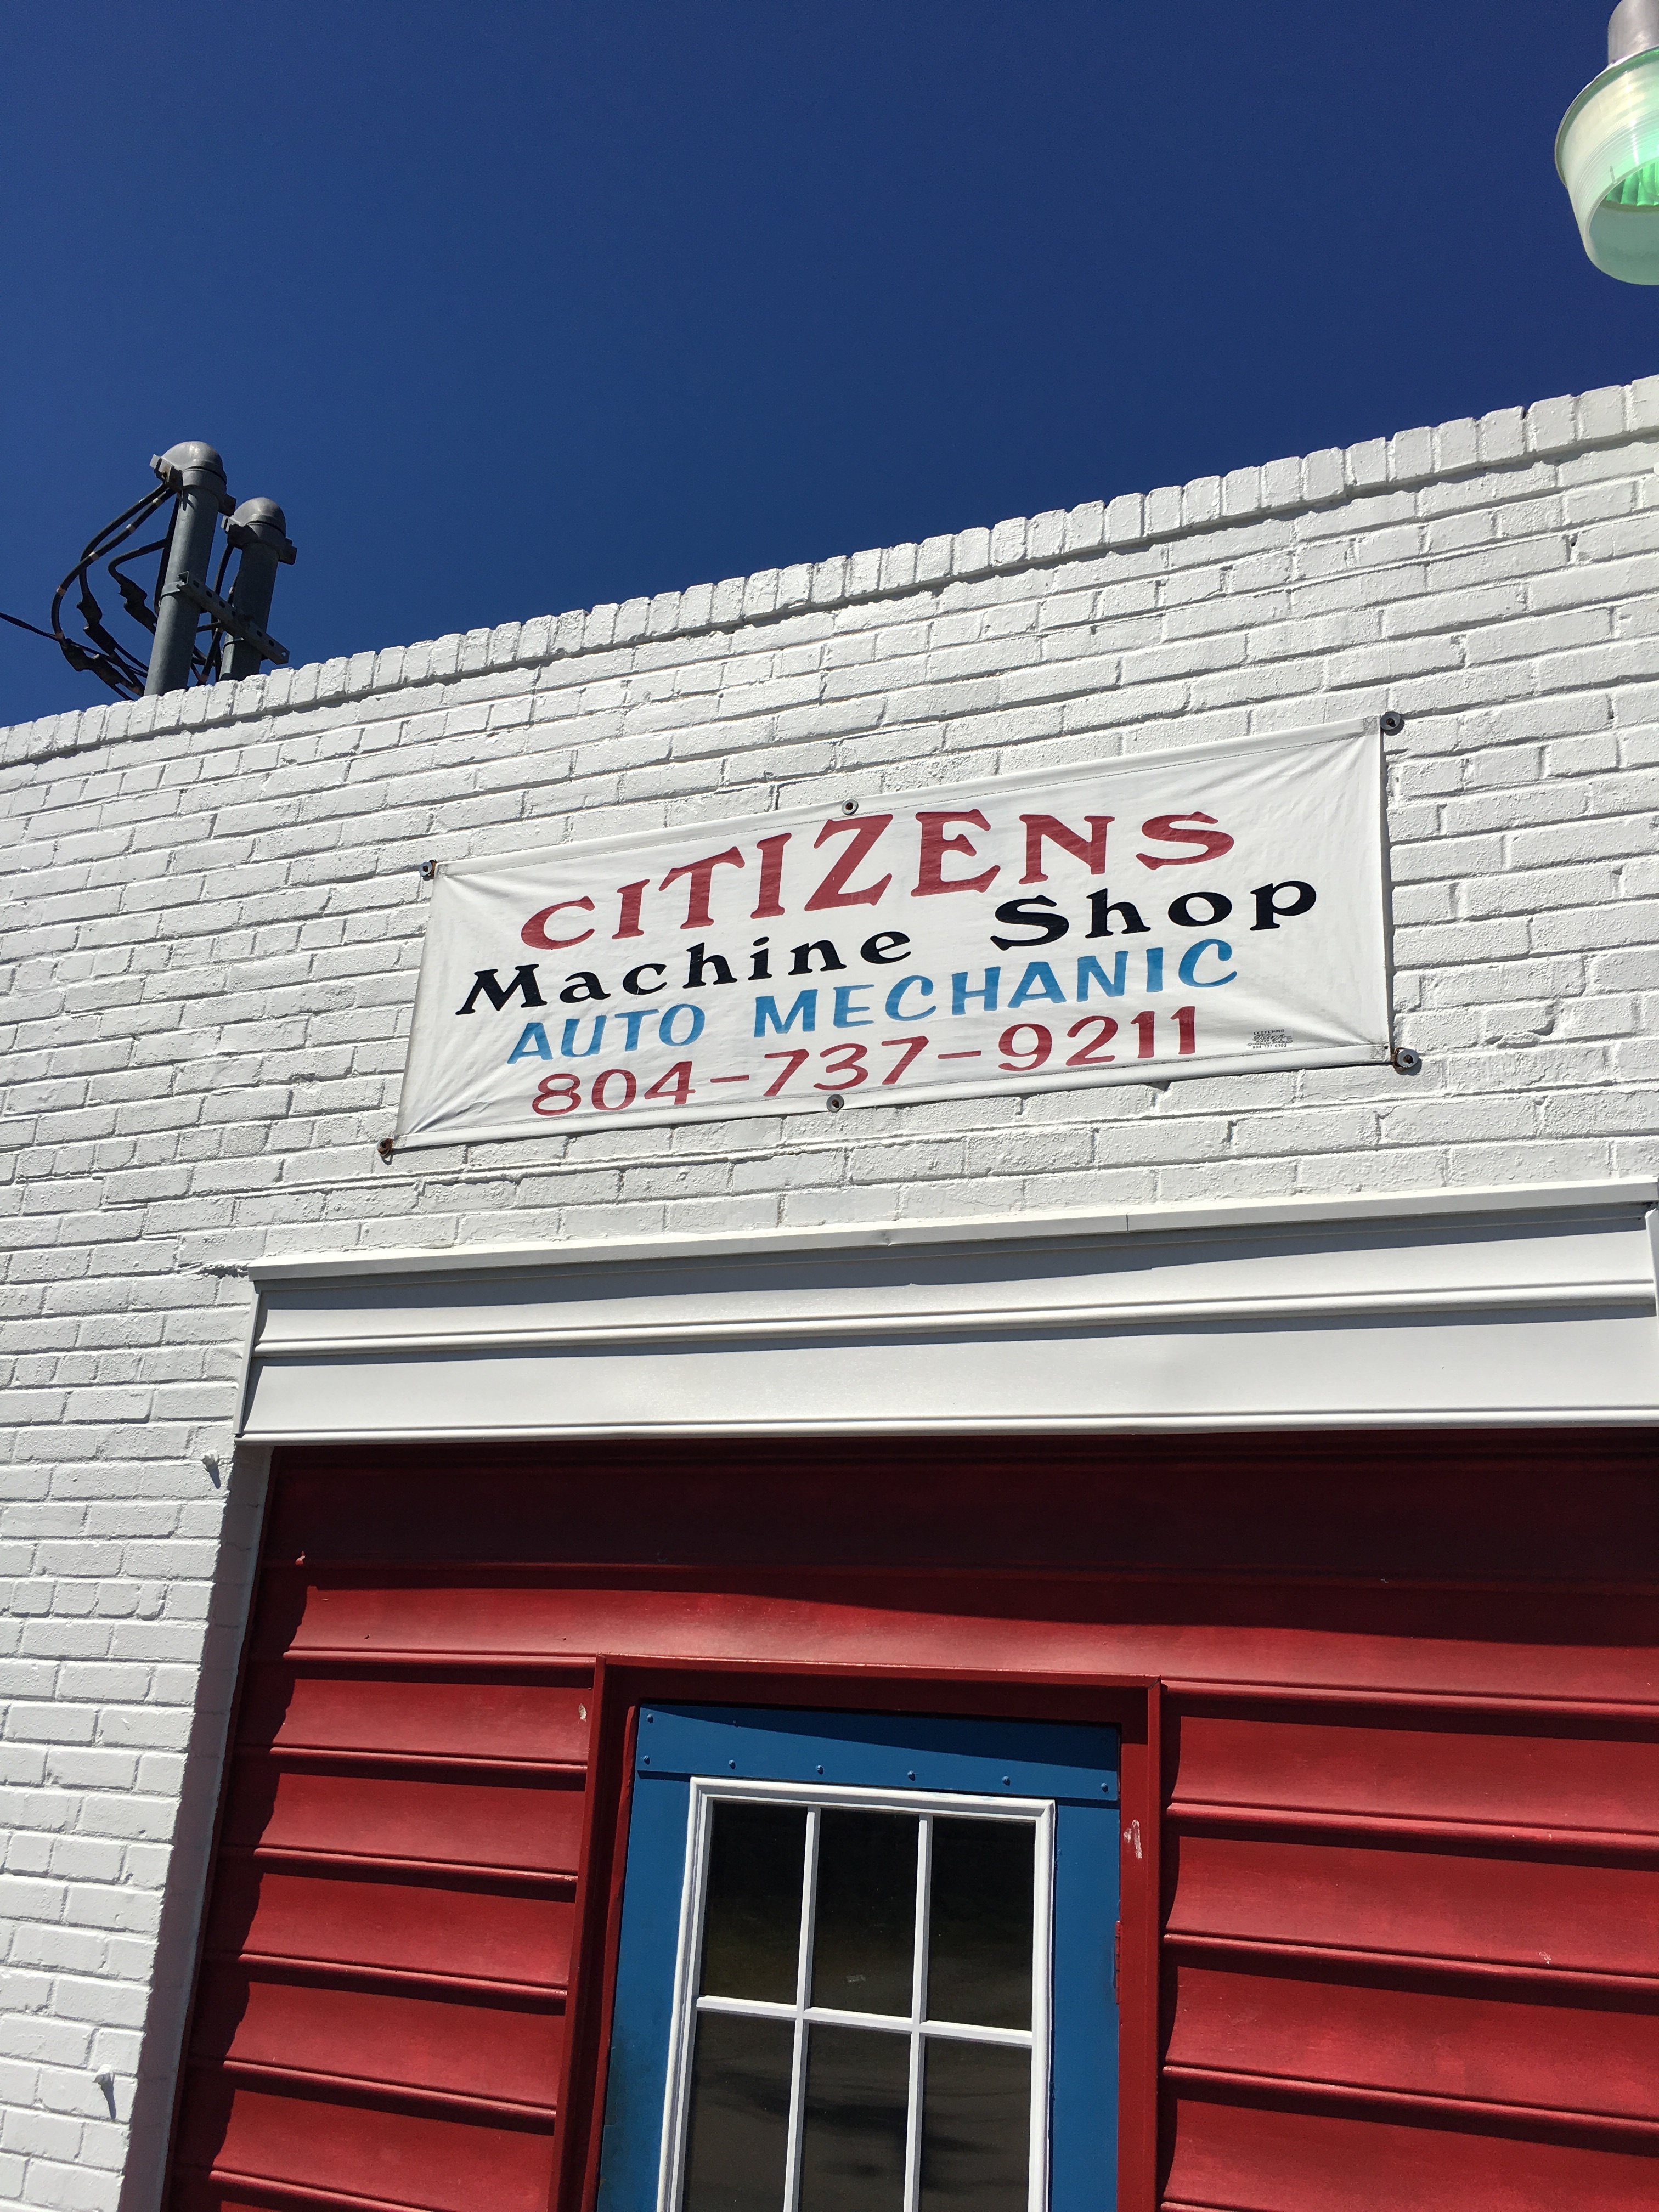 CITIZENS
Machine Shop
AUTO MECHANIC
804-737-9211